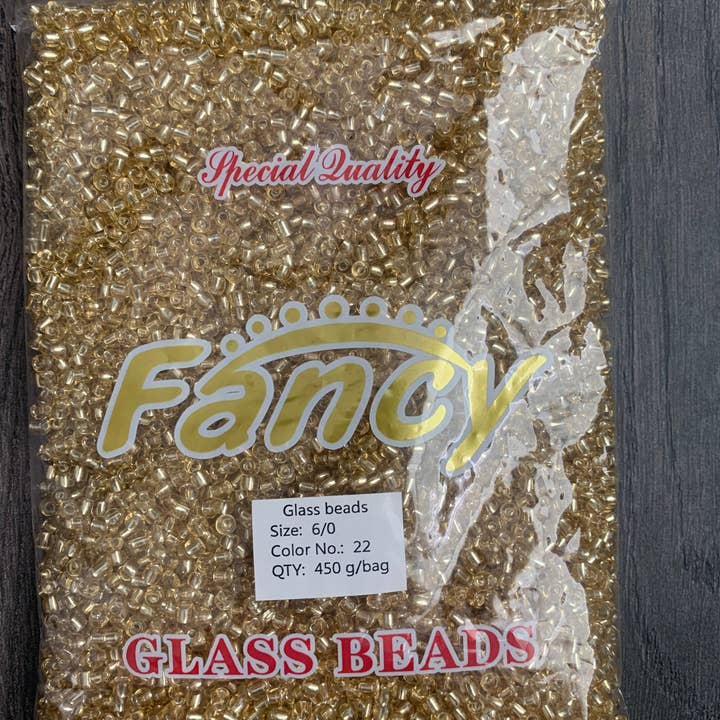 Special Quality
Fancy
Glass beads
Size: 6/0
Color No.: 22
QTY: 450 g/bag
GLASS BEADS